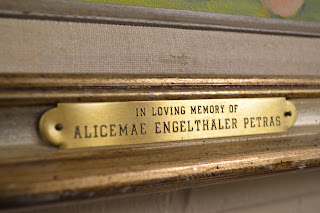 IN LOVING MEMORY OF
ALICEMAE ENGELTHALER PETRAS